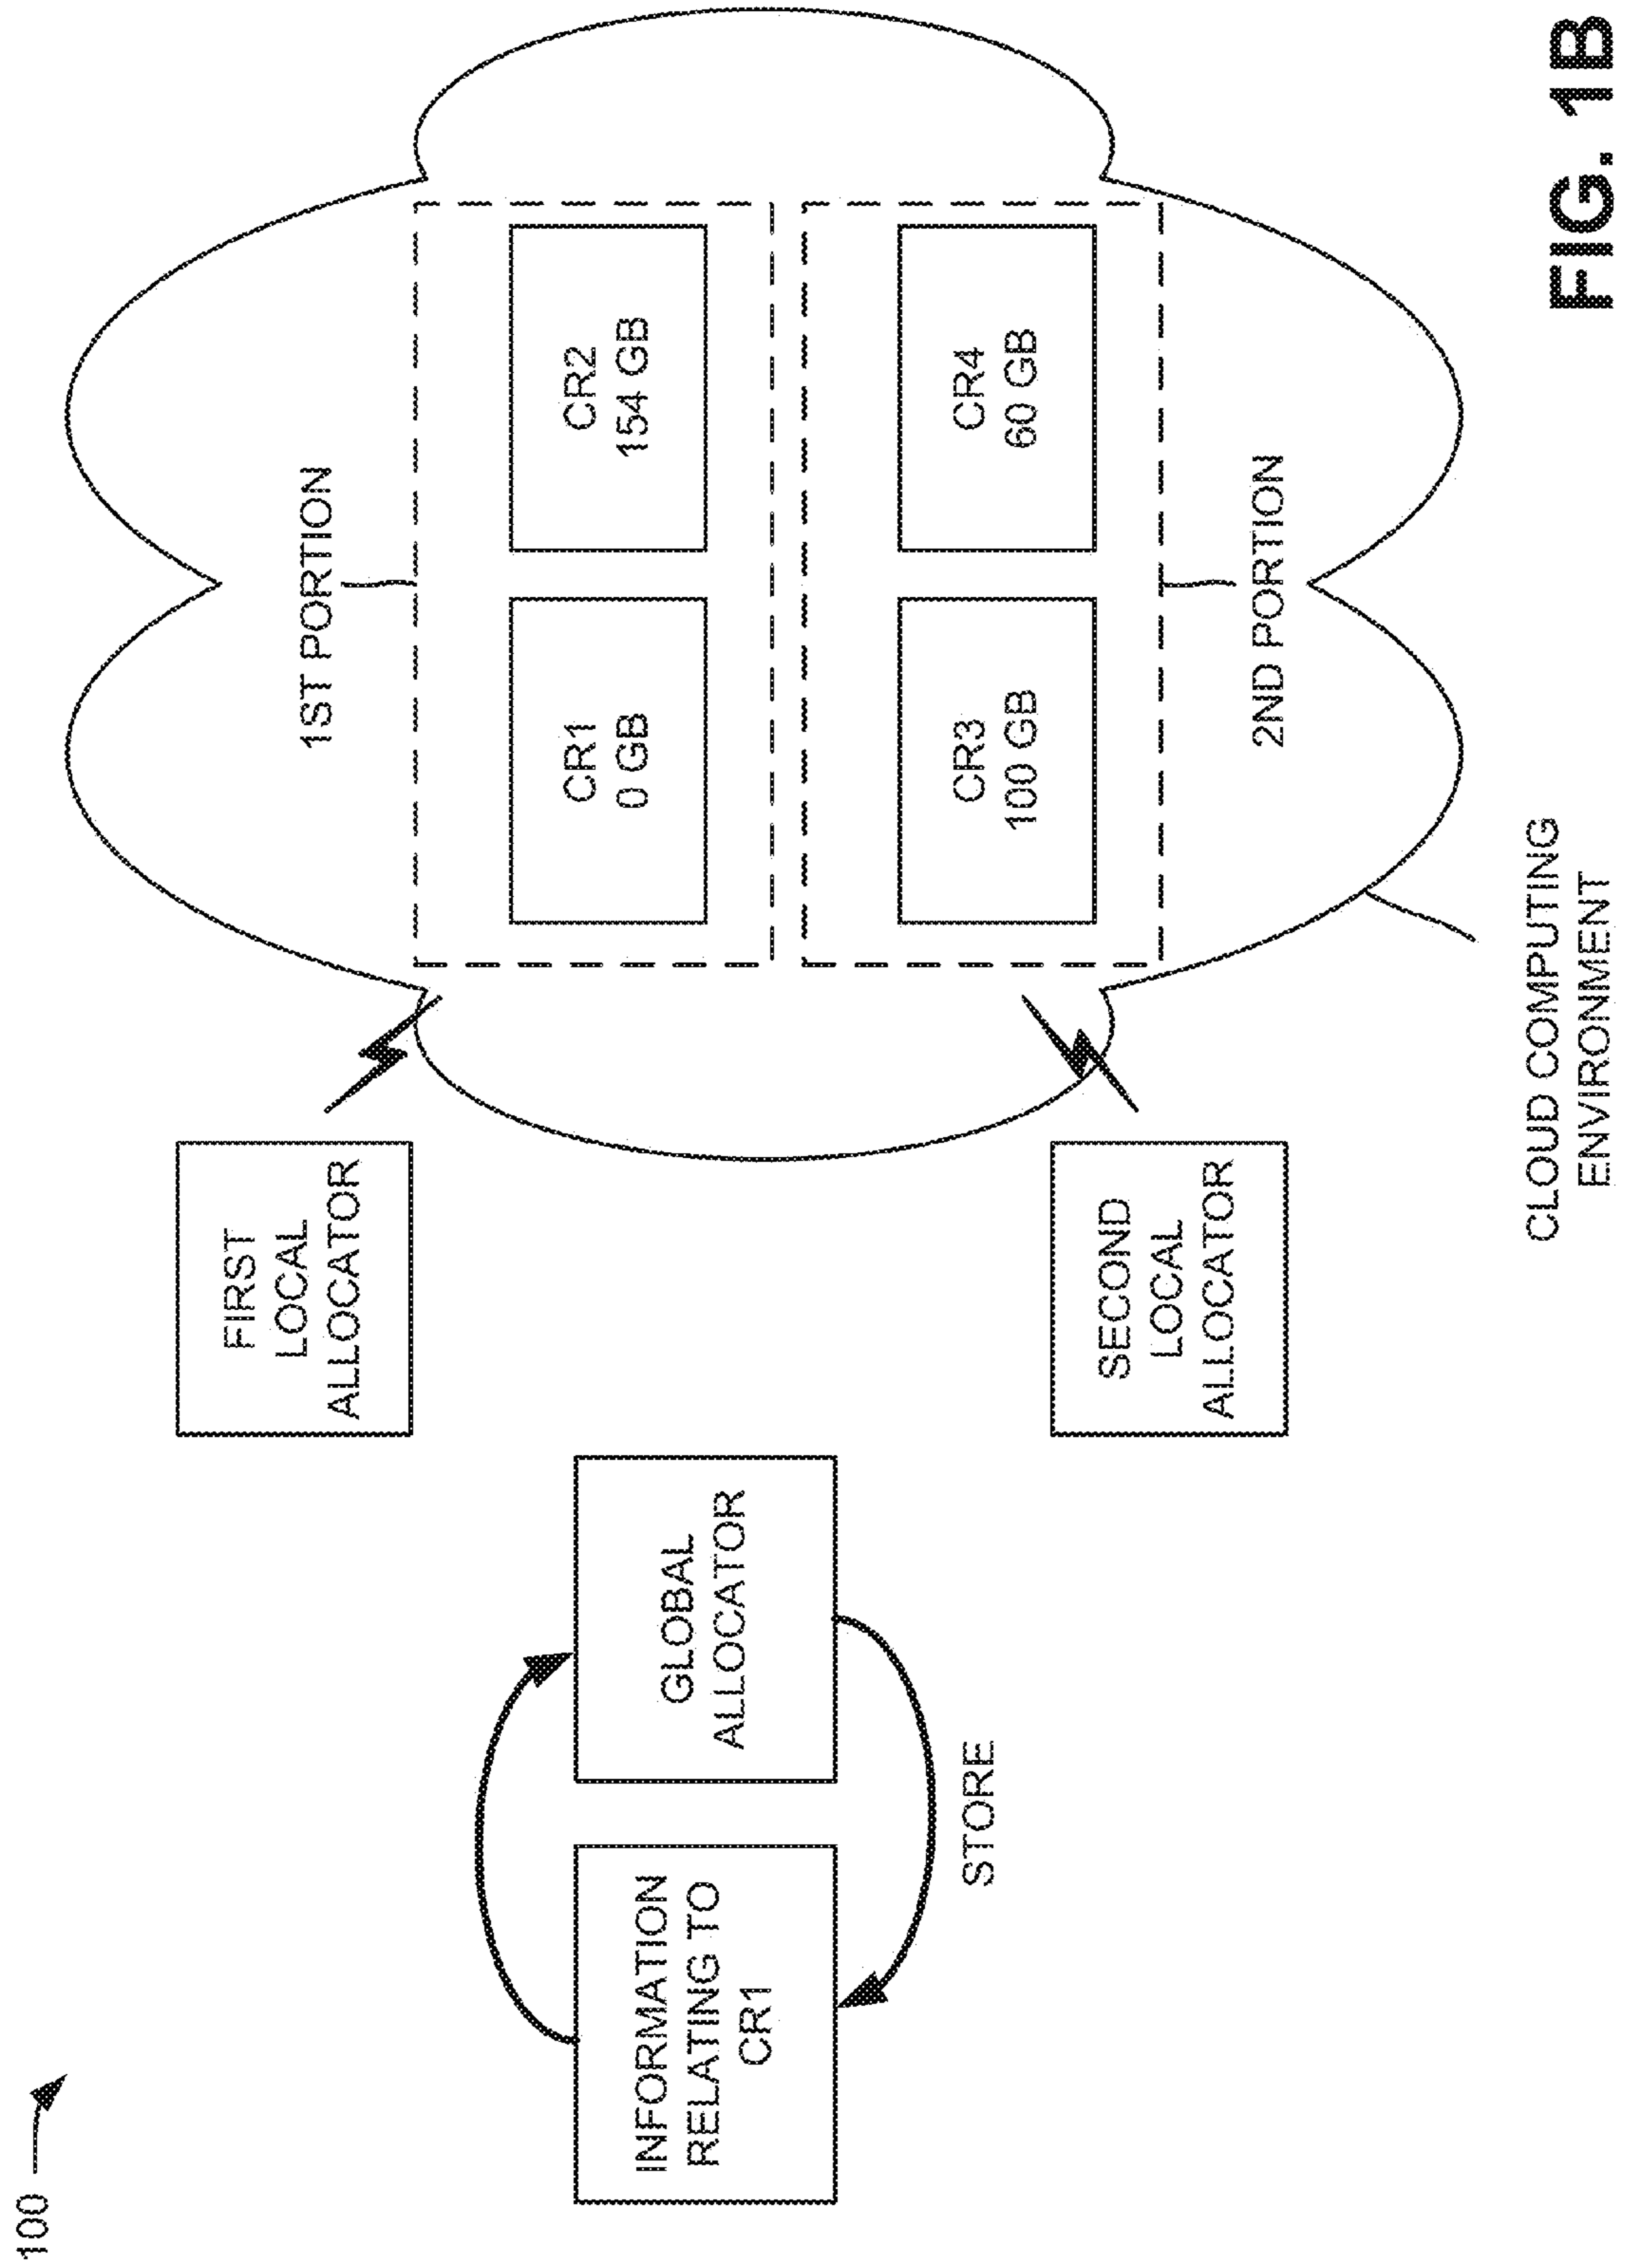 100
INFORMATION
RELATING TO
CR1
GLOBAL
ALLOCATOR
STORE
FIRST
LOCAL
ALLOCATOR
SECOND
LOCAL
ALLOCATOR
1ST PORTION
CR1
0 GB
CR2
154 GB
CR3
100 GB
CR4
60 GB
2ND PORTION
CLOUD COMPUTING
ENVIRONMENT
FIG. 1B